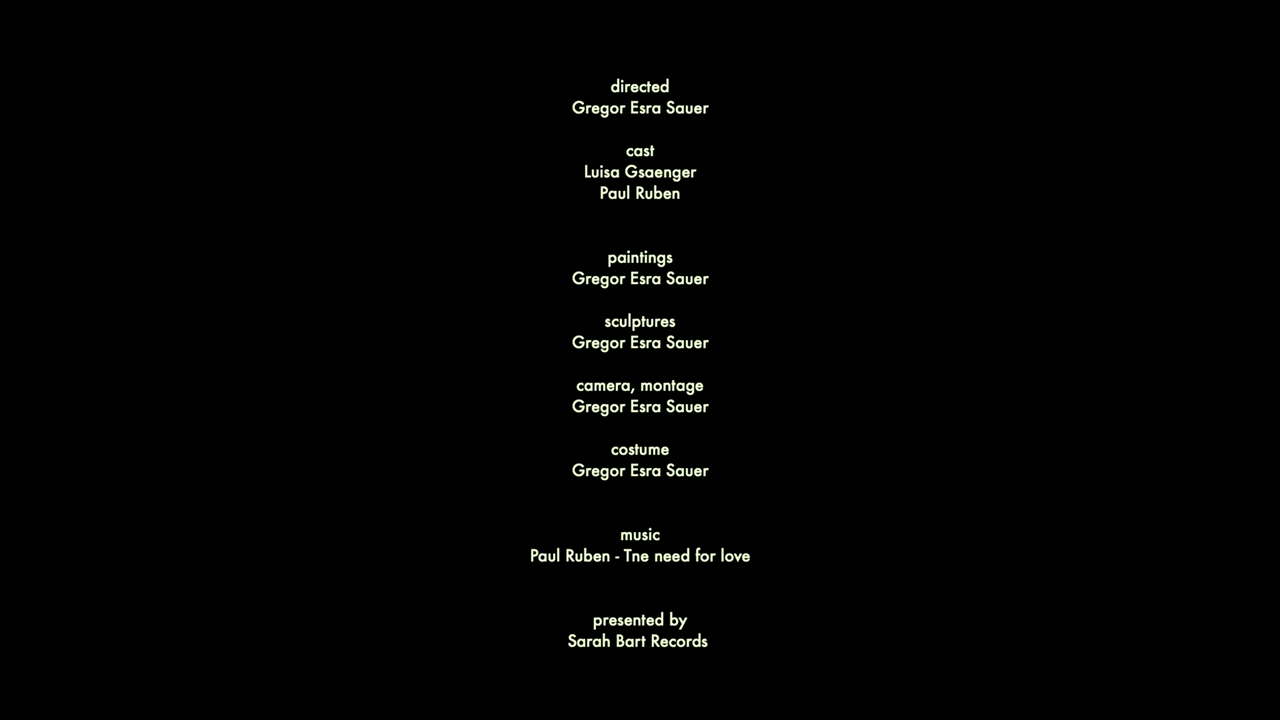 directed
Gregor Esra Sauer
cast
Luisa Gsaenger
Paul Ruben
paintings
Gregor Esra Sauer
sculptures
Gregor Esra Sauer
camera, montage
Gregor Esra Sauer
costume
Gregor Esra Sauer
music
Paul Ruben - Tne need for love
presented by
Sarah Bart Records